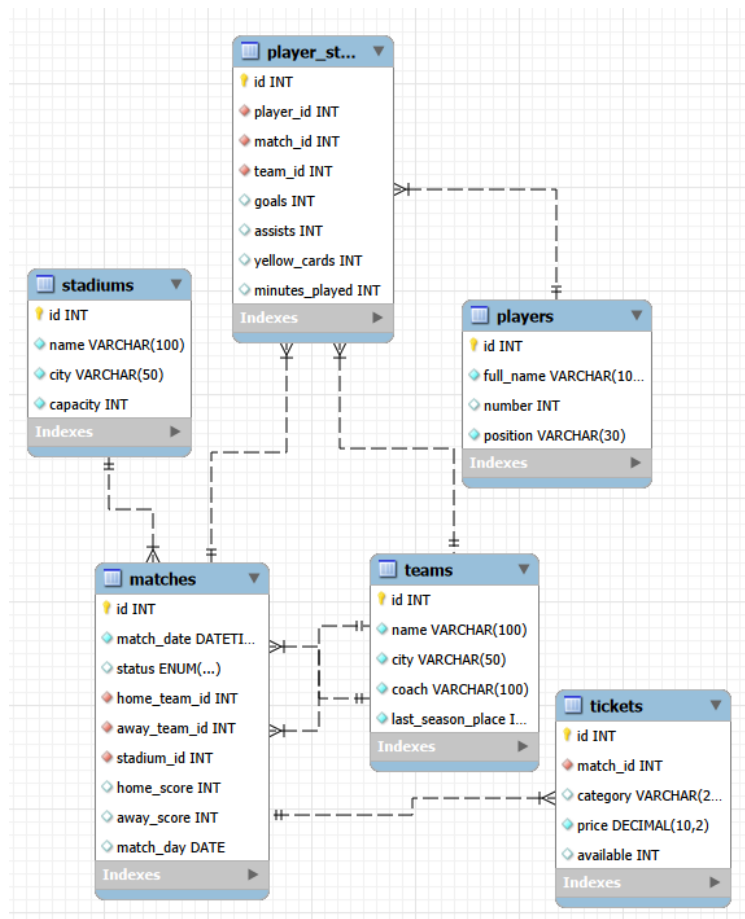 player_st...
id INT
player_id INT
match_id INT
team_id INT
goals INT
assists INT
yellow_cards INT
minutes_played INT
Indexes
stadiums
id INT
name VARCHAR(100)
city VARCHAR(50)
capacity INT
Indexes
players
id INT
full_name VARCHAR(10...
number INT
position VARCHAR(30)
Indexes
matches
id INT
match_date DATETI...
status ENUM(...)
home_team_id INT
away_team_id INT
stadium_id INT
home_score INT
away_score INT
match_day DATE
Indexes
teams
id INT
name VARCHAR(100)
city VARCHAR(50)
coach VARCHAR(100)
last_season_place I...
Indexes
tickets
id INT
match_id INT
category VARCHAR(2...
price DECIMAL(10,2)
available INT
Indexes